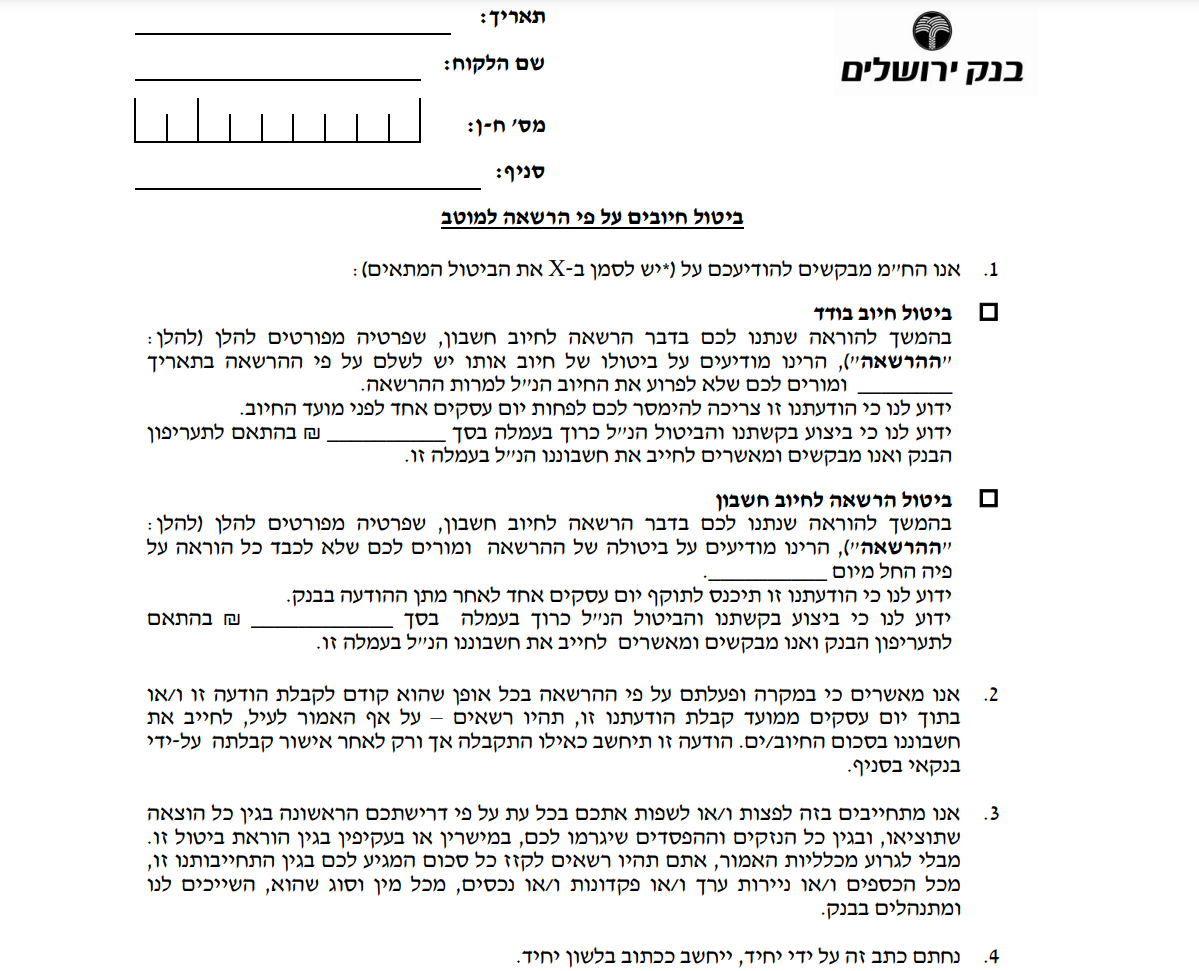 בנק ירושלים
תאריך:
שם הלקוח:
מס' ח-ן:
סניף:
ביטול חיובים על פי הרשאה למוטב
1. אנו הח"מ מבקשים להודיעכם על (*יש לסמן ב-X את הביטול המתאים):
ביטול חיוב בודד
בהמשך להוראה שנתנו לכם בדבר הרשאה לחיוב חשבון, שפרטיה מפורטים להלן (להלן:
"ההרשאה"), הרינו מודיעים על ביטולו של חיוב אותו יש לשלם על פי ההרשאה בתאריך
_________ ומורים לכם שלא לפרוע את החיוב הנ"ל למרות ההרשאה.
ידוע לנו כי הודעתנו זו צריכה להימסר לכם לפחות יום עסקים אחד לפני מועד החיוב.
ידוע לנו כי ביצוע בקשתנו והביטול הנ"ל כרוך בעמלה בסך ___________ ₪ בהתאם לתעריפון
הבנק ואנו מבקשים ומאשרים לחייב את חשבוננו הנ"ל בעמלה זו.
ביטול הרשאה לחיוב חשבון
בהמשך להוראה שנתנו לכם בדבר הרשאה לחיוב חשבון, שפרטיה מפורטים להלן (להלן:
"ההרשאה"), הרינו מודיעים על ביטולה של ההרשאה ומורים לכם שלא לכבד כל הוראה על
פיה החל מיום ___________.
ידוע לנו כי הודעתנו זו תיכנס לתוקף יום עסקים אחד לאחר מתן ההודעה בבנק.
ידוע לנו כי ביצוע בקשתנו והביטול הנ"ל כרוך בעמלה בסך _____________ ₪ בהתאם
לתעריפון הבנק ואנו מבקשים ומאשרים לחייב את חשבוננו הנ"ל בעמלה זו.
2. אנו מאשרים כי במקרה ופעלתם על פי ההרשאה בכל אופן שהוא קודם לקבלת הודעה זו ו/או
בתוך יום עסקים ממועד קבלת הודעתנו זו, תהיו רשאים – על אף האמור לעיל, לחייב את
חשבוננו בסכום החיוב/ים. הודעה זו תיחשב כאילו התקבלה אך ורק לאחר אישור קבלתה על-ידי
בנקאי בסניף.
3. אנו מתחייבים בזה לפצות ו/או לשפות אתכם בכל עת על פי דרישתכם הראשונה בגין כל הוצאה
שתוציאו, ובגין כל הנזקים וההפסדים שיגרמו לכם, במישרין או בעקיפין בגין הוראת ביטול זו.
מבלי לגרוע מכלליות האמור, אתם תהיו רשאים לקזז כל סכום המגיע לכם בגין התחייבותנו זו,
מכל הכספים ו/או ניירות ערך ו/או פקדונות ו/או נכסים, מכל מין וסוג שהוא, השייכים לנו
ומתנהלים בבנק.
4. נחתם כתב זה על ידי יחיד, ייחשב ככתוב בלשון יחיד.